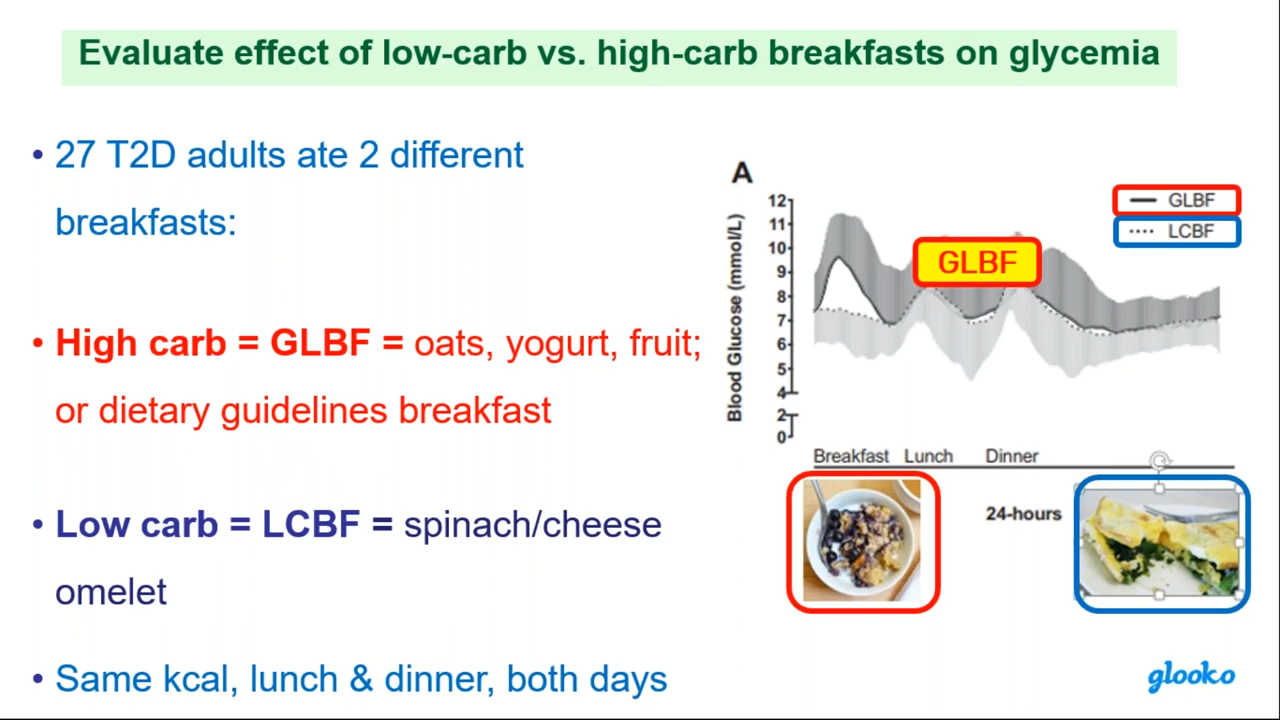 Evaluate effect of low-carb vs. high-carb breakfasts on glycemia
• 27 T2D adults ate 2 different
breakfasts:
• High carb = GLBF = oats, yogurt, fruit;
or dietary guidelines breakfast
• Low carb = LCBF = spinach/cheese
omelet
• Same kcal, lunch & dinner, both days
A
Blood Glucose (mmol/L)
12
11
10
9
8
7
6
5
4
2
0
GLBF
LCBF
GLBF
Breakfast Lunch Dinner
24-hours
glooko